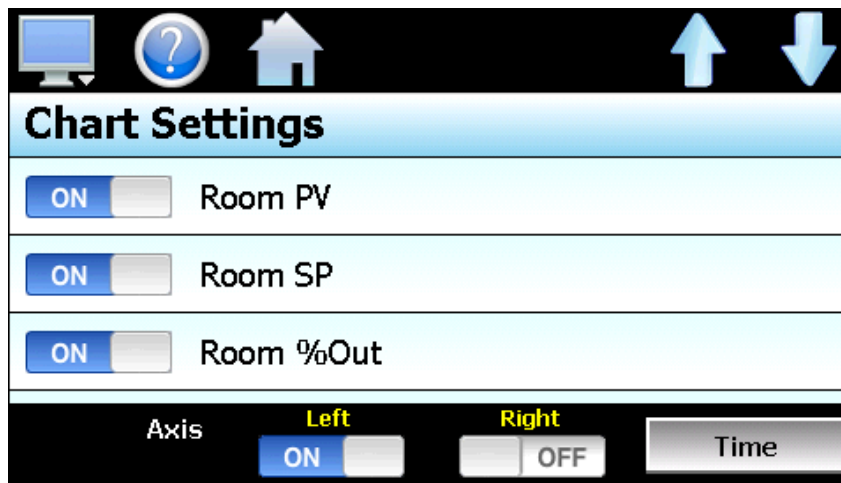 ?
Chart Settings
ON Room PV
ON Room SP
ON Room %Out
Axis Left Right
ON OFF Time